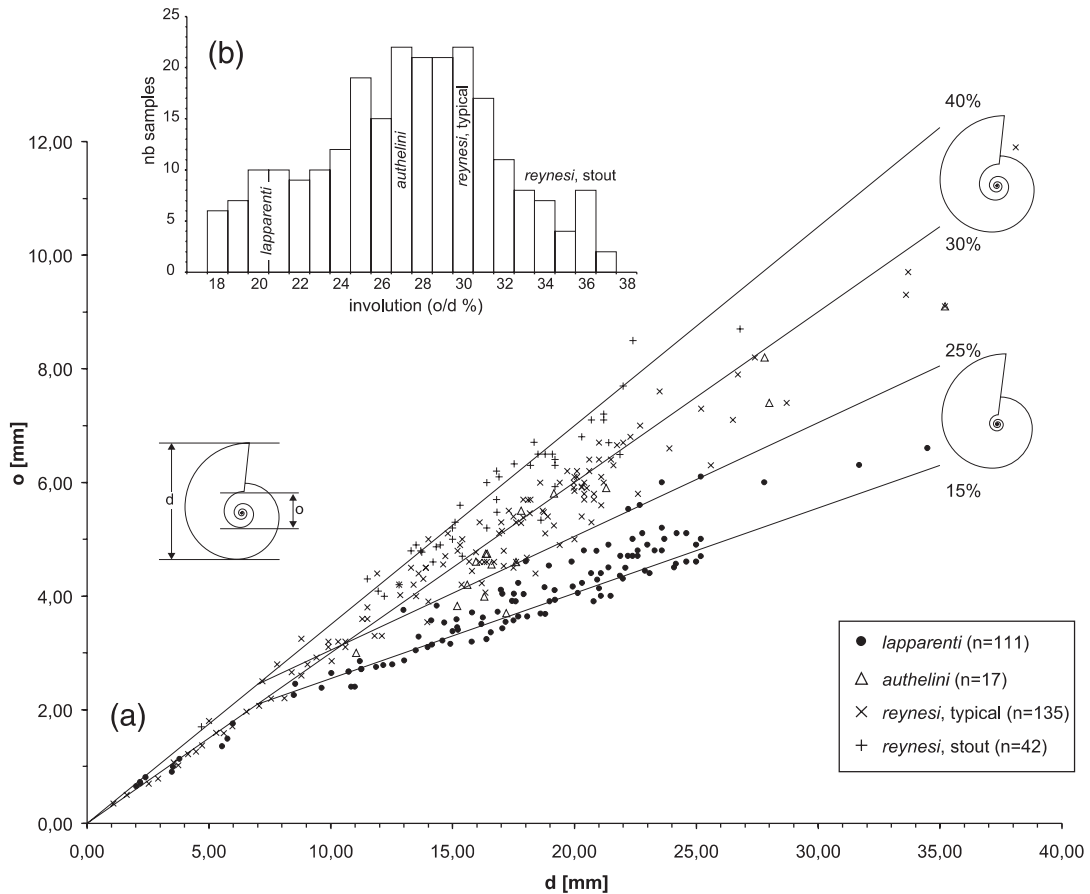 25
20
15
10
5
0
nb samples
(b)
lapparenti
authelini
reynesi, typical
reynesi, stout
18 20 22 24 26 28 30 32 34 36 38
involution (o/d %)
40%
30%
25%
15%
12,00
10,00
8,00
6,00
4,00
2,00
0,00
o [mm]
d
o
(a)
lapparenti (n=111)
authelini (n=17)
reynesi, typical (n=135)
reynesi, stout (n=42)
0,00 5,00 10,00 15,00 20,00 25,00 30,00 35,00 40,00
d [mm]